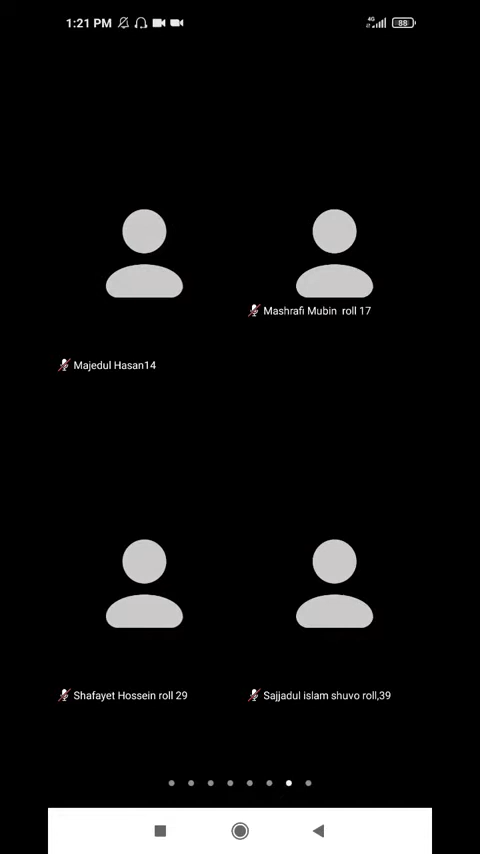 1:21 PM
4G
88
Mashrafi Mubin  roll 17
Majedul Hasan14
Shafayet Hossein roll 29
Sajjadul islam shuvo roll,39